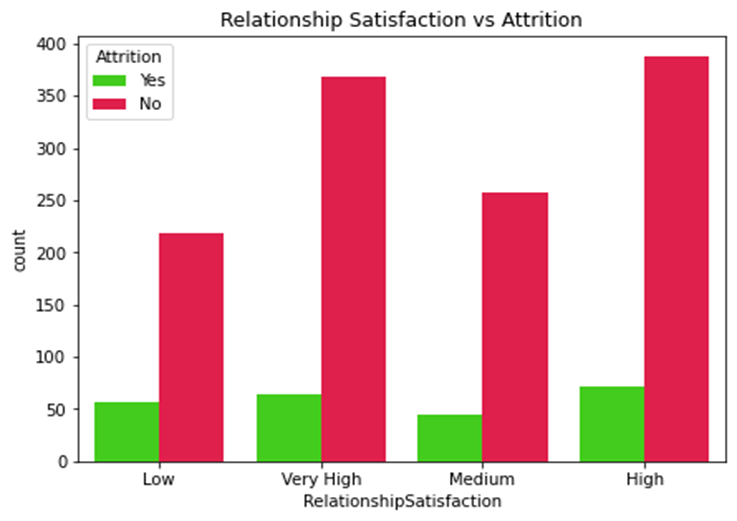 Relationship Satisfaction vs Attrition
Attrition
Yes
No
count
400
350
300
250
200
150
100
50
0
Low
Very High
Medium
High
RelationshipSatisfaction